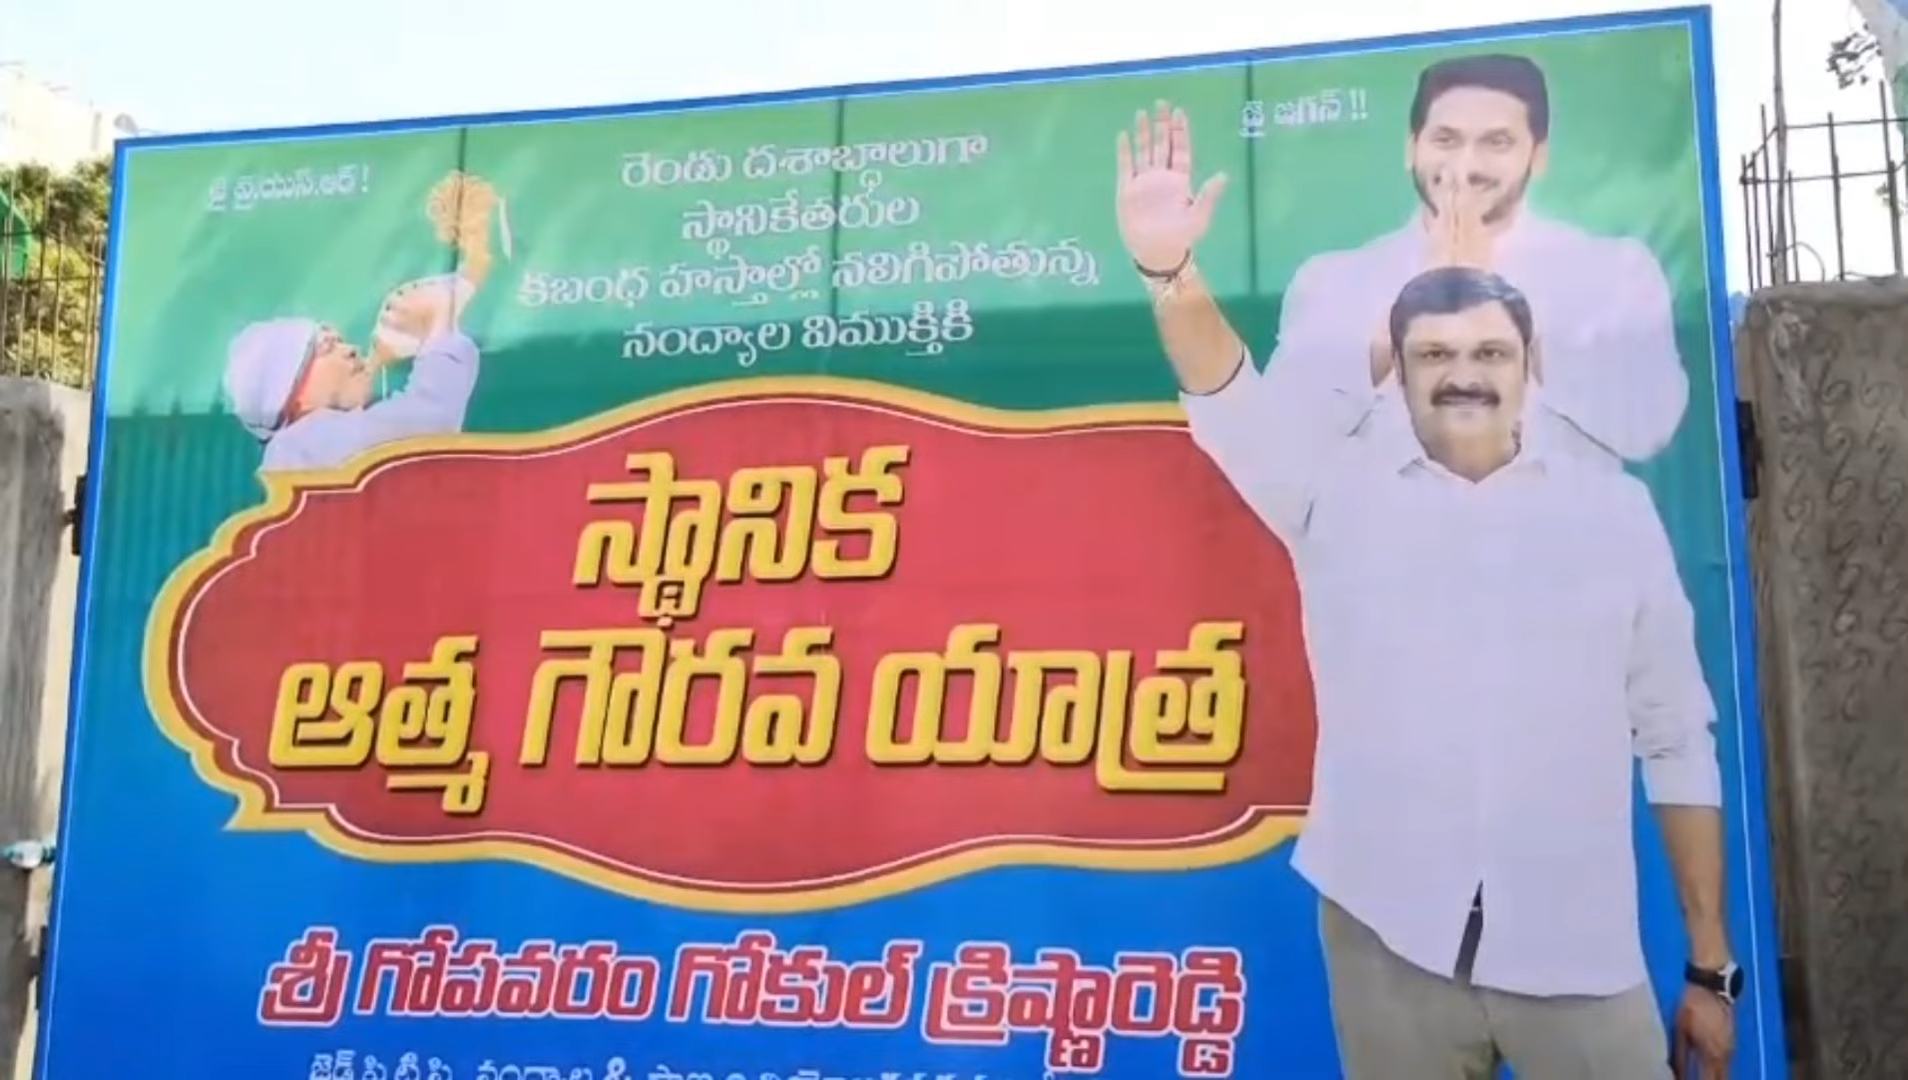 జై వై.యస్.ఆర్ !
జై జగన్ !!
రెండు దశాబ్ధాలుగా
స్థానికేతరుల
కబంధ హస్తాల్లో నలిగిపోతున్న
నంద్యాల విముక్తికి
స్థానిక
ఆత్మ గౌరవ యాత్ర
శ్రీ గోపవరం గోకుల్ క్రిష్ణారెడ్డి
జెడ్.పి.టి.సి. నంద్యాల